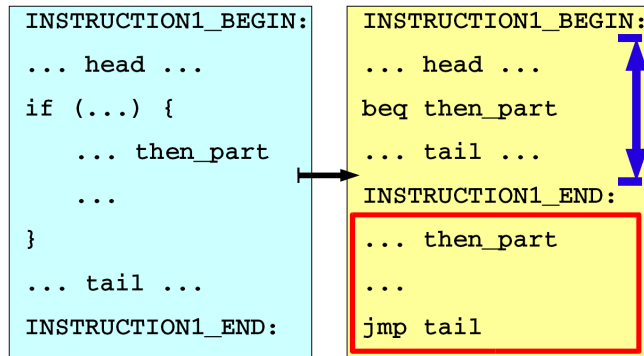 INSTRUCTION1_BEGIN:
... head ...
if (...) {
... then_part
...
}
... tail ...
INSTRUCTION1_END:
INSTRUCTION1_BEGIN:
... head ...
beq then_part
... tail ...
INSTRUCTION1_END:
... then_part
...
jmp tail